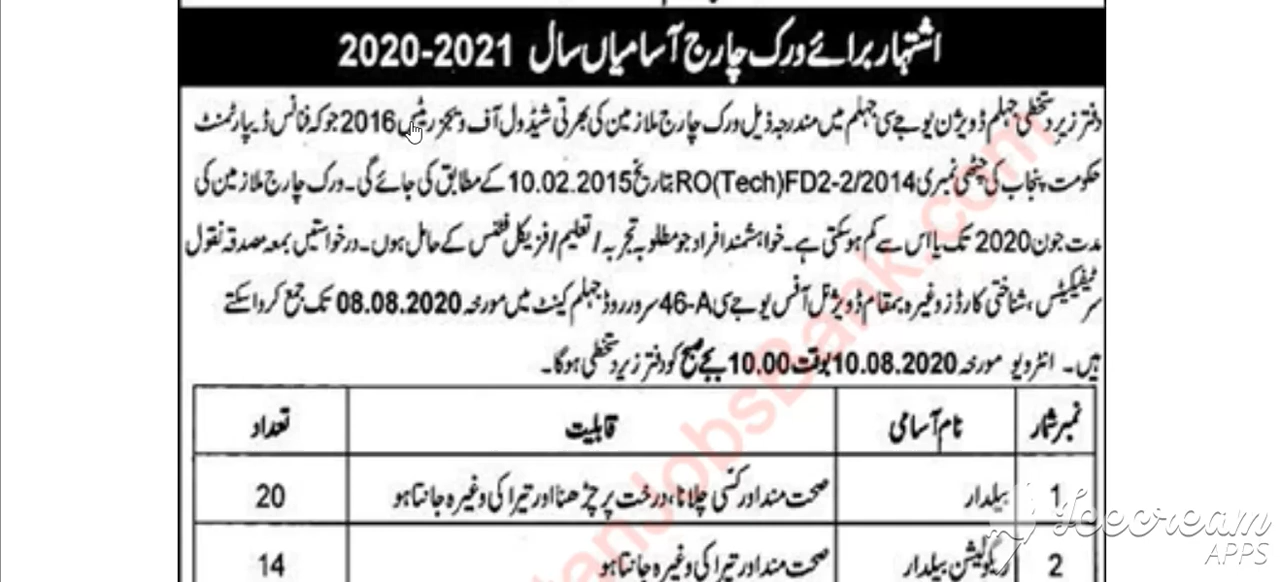 اشتہار برائے ورک چارج آسامیاں سال 2020-2021
دفتر زیر دستخطی جہلم ڈویژن یو جے سی جہلم میں مندرجہ ذیل ورک چارج ملازمین کی بھرتی شیڈول آف ویجز ریٹس 2016 جو کہ فنانس ڈیپارٹمنٹ
حکومت پنجاب کی چٹھی نمبری RO(Tech)FD2-2/2014 بتاریخ 10.02.2015 کے مطابق کی جائے گی۔ ورک چارج ملازمین کی
مدت جون 2020 تک یا اس سے کم ہو سکتی ہے۔ خواہشمند افراد جو مطلوبہ تجربہ/تعلیم/فزیکل فٹنس کے حامل ہوں۔ درخواستیں بمعہ مصدقہ نقول
سرٹیفکیٹس، شناختی کارڈز وغیرہ بمقام ڈویژنل آفس یو جے سی 46-A سرور روڈ جہلم کینٹ میں مورخہ 08.08.2020 تک جمع کروا سکتے
ہیں۔ انٹرویو مورخہ 10.08.2020 بوقت 10.00 بجے صبح کو دفتر زیر دستخطی ہوگا۔
نمبر شمار نام آسامی قابلیت تعداد
1 بیلدار صحت مند اور کسی چلانا، درخت پر چڑھنا اور تیراکی وغیرہ جانتا ہو 20
2 ریگولیشن بیلدار صحت مند اور تیراکی وغیرہ جانتا ہو 14
JobsBaak.com
Icecream
APPS